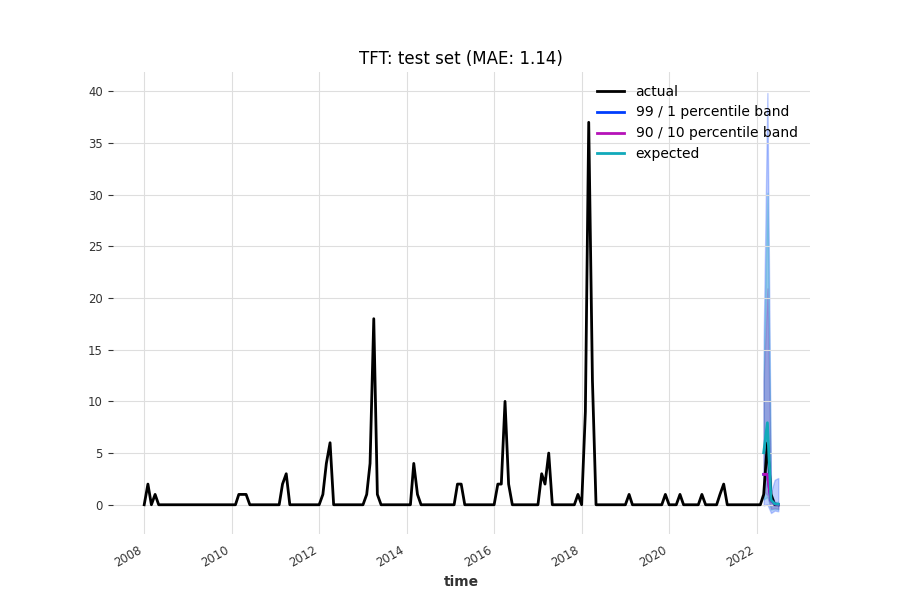 TFT: test set (MAE: 1.14)
actual
99 / 1 percentile band
90 / 10 percentile band
expected
40
35
30
25
20
15
10
5
0
2008
2010
2012
2014
2016
2018
2020
2022
time